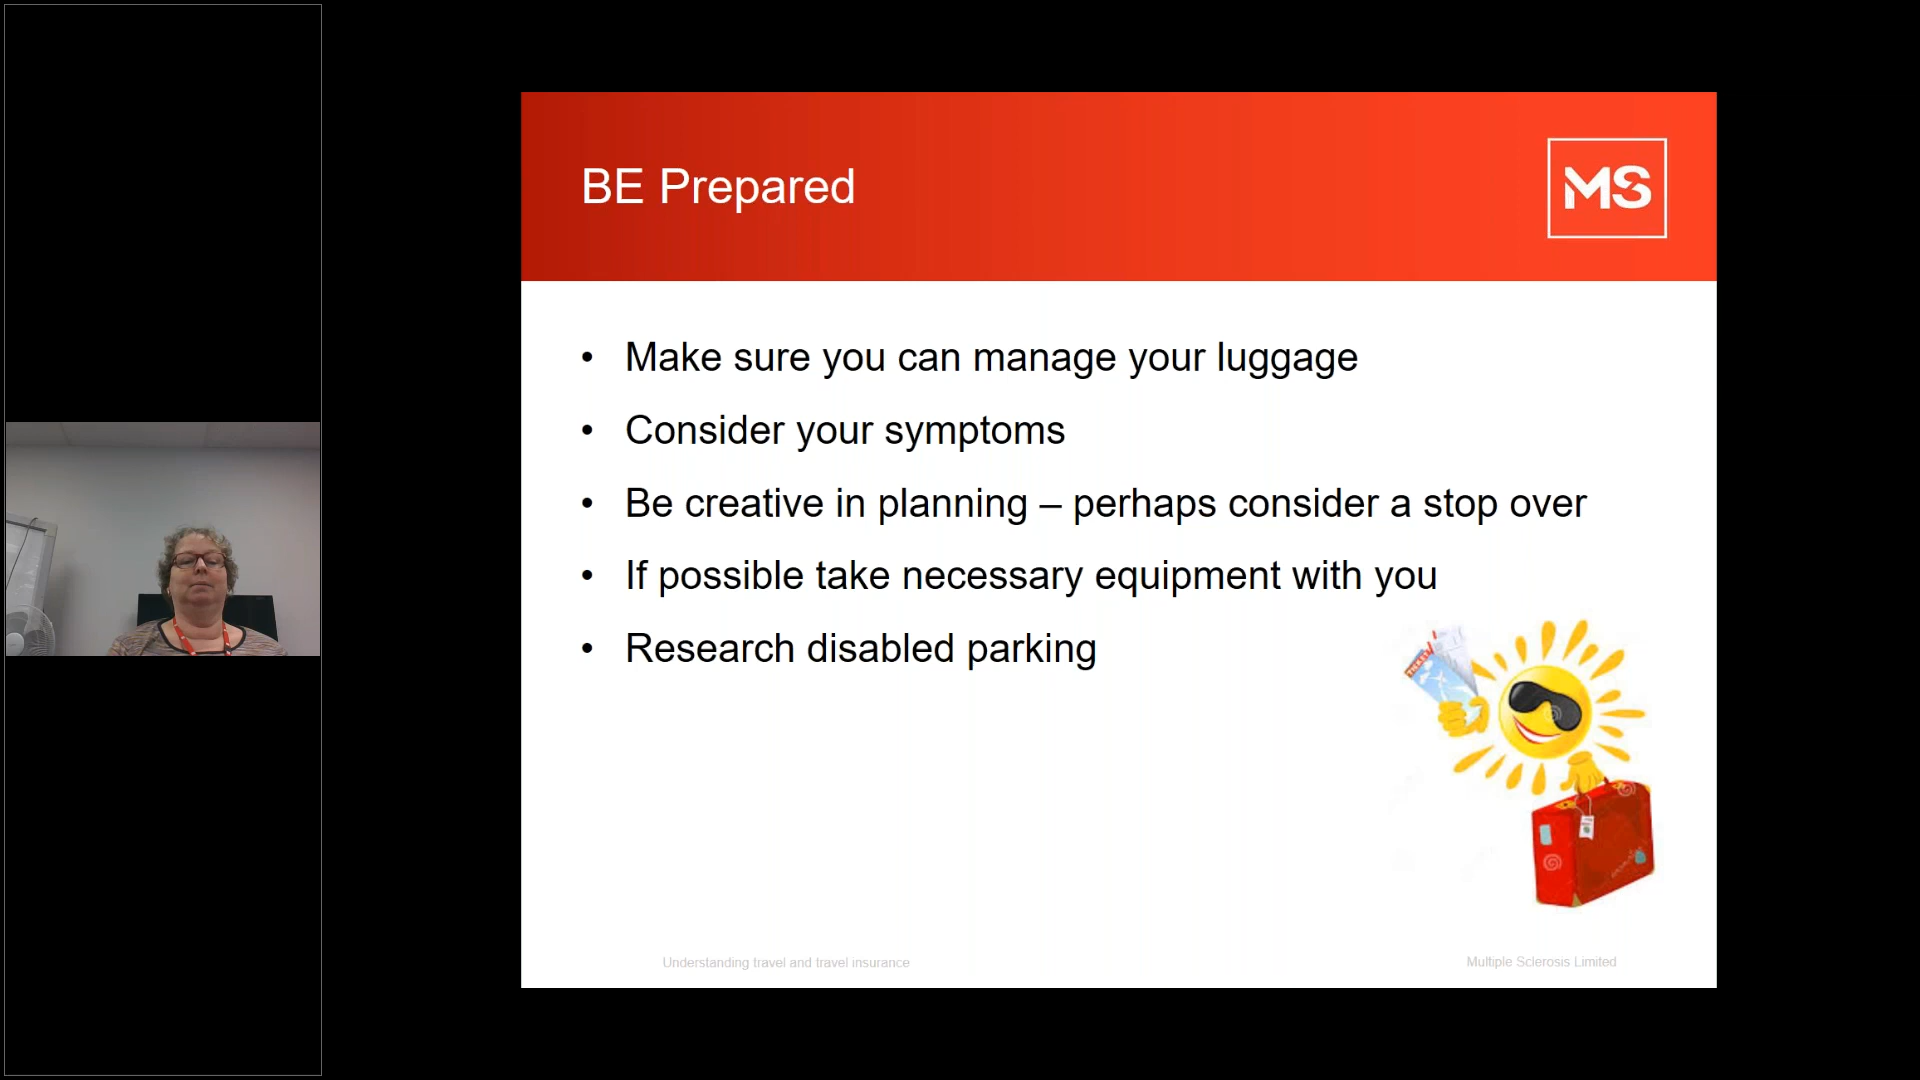 BE Prepared
MS
• Make sure you can manage your luggage
• Consider your symptoms
• Be creative in planning – perhaps consider a stop over
• If possible take necessary equipment with you
• Research disabled parking
TICKET
Understanding travel and travel insurance
Multiple Sclerosis Limited